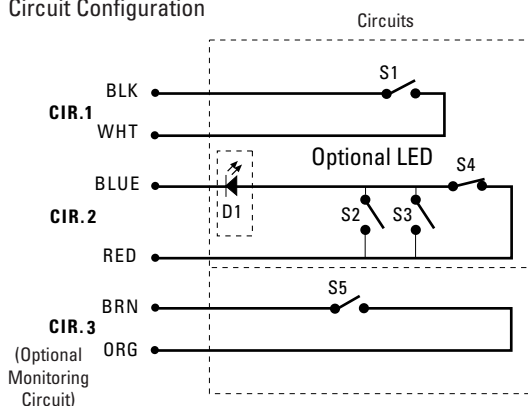 Circuit Configuration
Circuits
S1
BLK
CIR.1
WHT
Optional LED
S4
BLUE
D1
S2
S3
CIR.2
RED
S5
BRN
CIR.3
ORG
(Optional
Monitoring
Circuit)